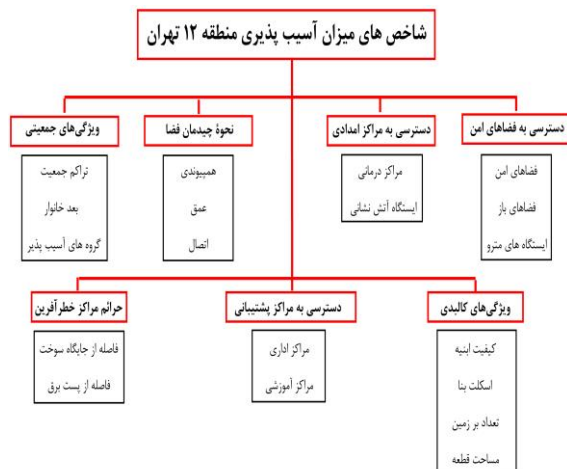 شاخص های میزان آسیب پذیری منطقه ۱۲ تهران
دسترسی به فضاهای امن
فضاهای امن
فضاهای باز
ایستگاه های مترو
دسترسی به مراکز امدادی
مراکز درمانی
ایستگاه آتش نشانی
نحوۀ چیدمان فضا
همپیوندی
عمق
اتصال
ویژگی‌های جمعیتی
تراکم جمعیت
بعد خانوار
گروه های آسیب پذیر
ویژگی‌های کالبدی
کیفیت ابنیه
اسکلت بنا
تعداد بر زمین
مساحت قطعه
دسترسی به مراکز پشتیبانی
مراکز اداری
مراکز آموزشی
حرائم مراکز خطرآفرین
فاصله از جایگاه سوخت
فاصله از پست برق